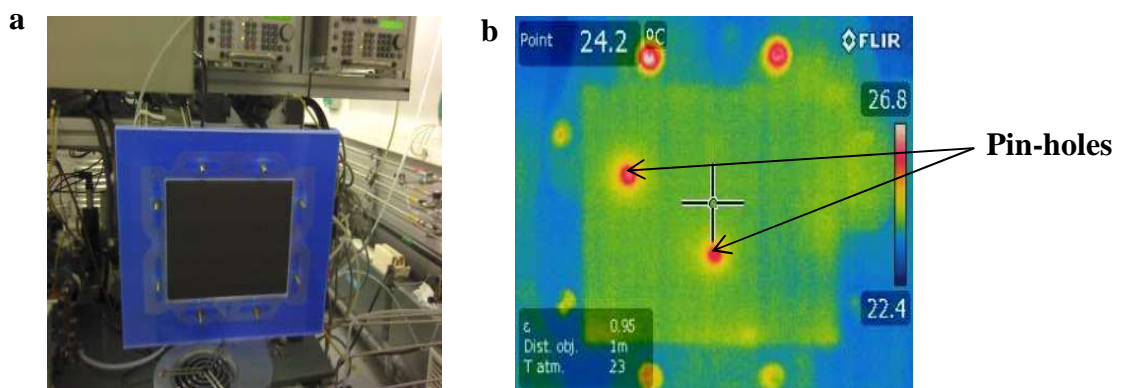 a
b
Point 24.2 °C
FLIR
26.8
Pin-holes
22.4
ε 0.95
Dist. obj. 1m
T atm. 23